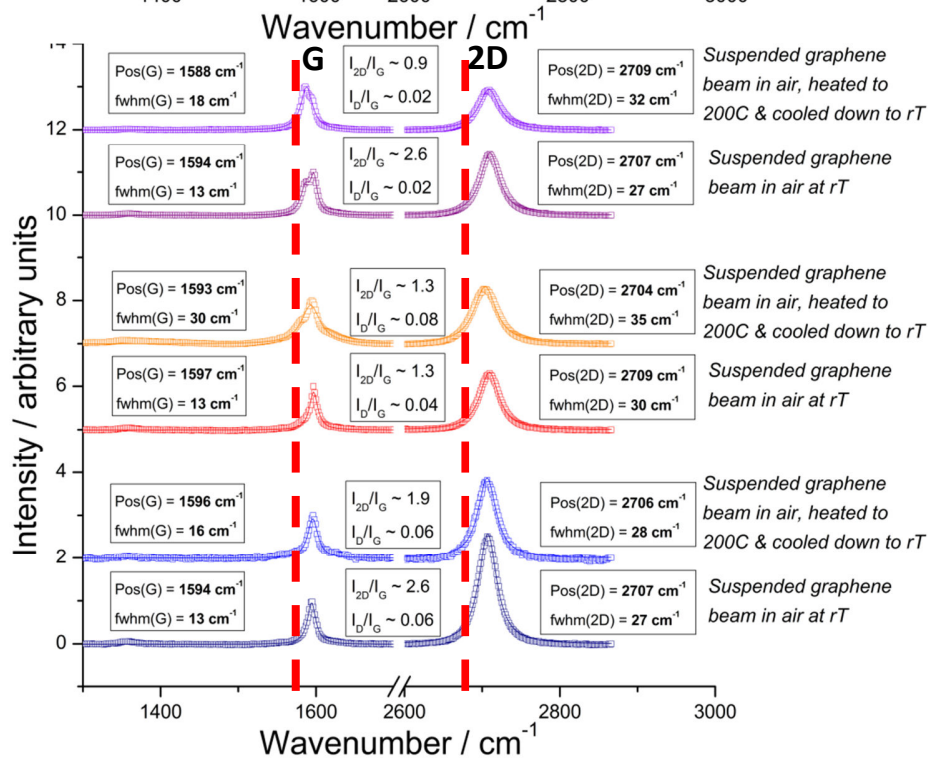 1400 1600 2600 2800 3000
Wavenumber / cm⁻¹
G 2D
Pos(G) = 1588 cm⁻¹
fwhm(G) = 18 cm⁻¹
I2D/IG ~ 0.9
ID/IG ~ 0.02
Pos(2D) = 2709 cm⁻¹
fwhm(2D) = 32 cm⁻¹
Suspended graphene
beam in air, heated to
200C & cooled down to rT
Pos(G) = 1594 cm⁻¹
fwhm(G) = 13 cm⁻¹
I2D/IG ~ 2.6
ID/IG ~ 0.02
Pos(2D) = 2707 cm⁻¹
fwhm(2D) = 27 cm⁻¹
Suspended graphene
beam in air at rT
Pos(G) = 1593 cm⁻¹
fwhm(G) = 30 cm⁻¹
I2D/IG ~ 1.3
ID/IG ~ 0.08
Pos(2D) = 2704 cm⁻¹
fwhm(2D) = 35 cm⁻¹
Suspended graphene
beam in air, heated to
200C & cooled down to rT
Pos(G) = 1597 cm⁻¹
fwhm(G) = 13 cm⁻¹
I2D/IG ~ 1.3
ID/IG ~ 0.04
Pos(2D) = 2709 cm⁻¹
fwhm(2D) = 30 cm⁻¹
Suspended graphene
beam in air at rT
Pos(G) = 1596 cm⁻¹
fwhm(G) = 16 cm⁻¹
I2D/IG ~ 1.9
ID/IG ~ 0.06
Pos(2D) = 2706 cm⁻¹
fwhm(2D) = 28 cm⁻¹
Suspended graphene
beam in air, heated to
200C & cooled down to rT
Pos(G) = 1594 cm⁻¹
fwhm(G) = 13 cm⁻¹
I2D/IG ~ 2.6
ID/IG ~ 0.06
Pos(2D) = 2707 cm⁻¹
fwhm(2D) = 27 cm⁻¹
Suspended graphene
beam in air at rT
Intensity / arbitrary units
14
12
10
8
6
4
2
0
1400 1600 2600 2800 3000
Wavenumber / cm⁻¹